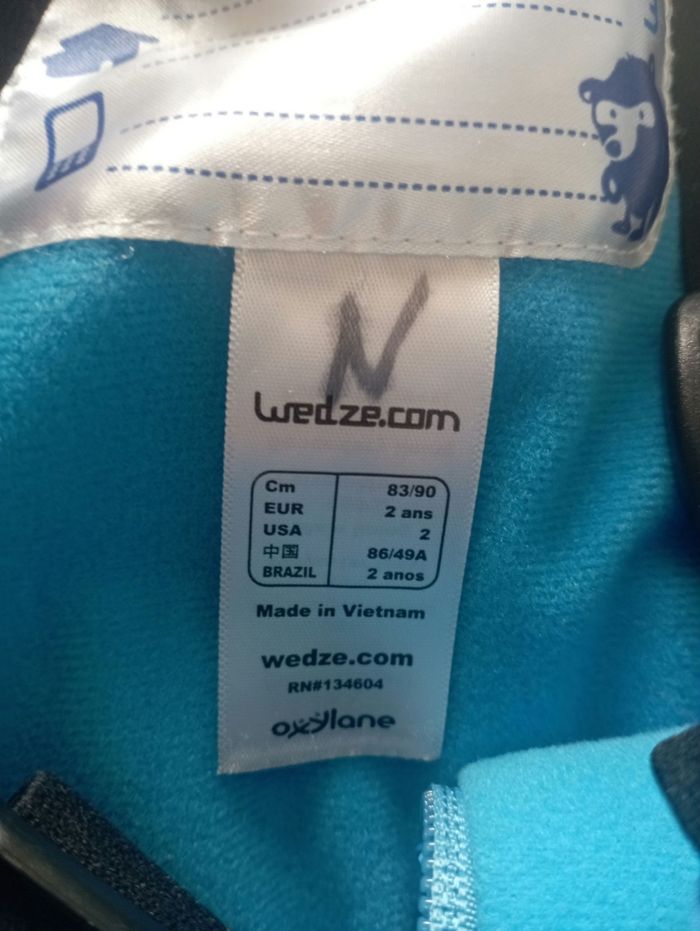 N
wedze.com
Cm 83/90
EUR 2 ans
USA 2
中国 86/49A
BRAZIL 2 anos
Made in Vietnam
wedze.com
RN#134604
oxylane